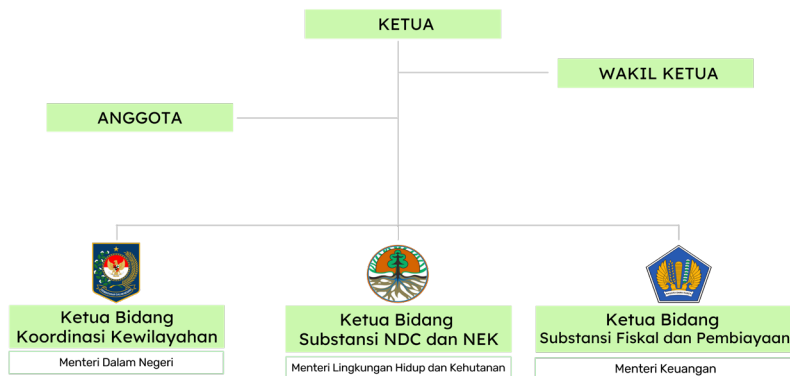 KETUA
WAKIL KETUA
ANGGOTA
Ketua Bidang
Koordinasi Kewilayahan
Menteri Dalam Negeri
Ketua Bidang
Substansi NDC dan NEK
Menteri Lingkungan Hidup dan Kehutanan
Ketua Bidang
Substansi Fiskal dan Pembiayaan
Menteri Keuangan